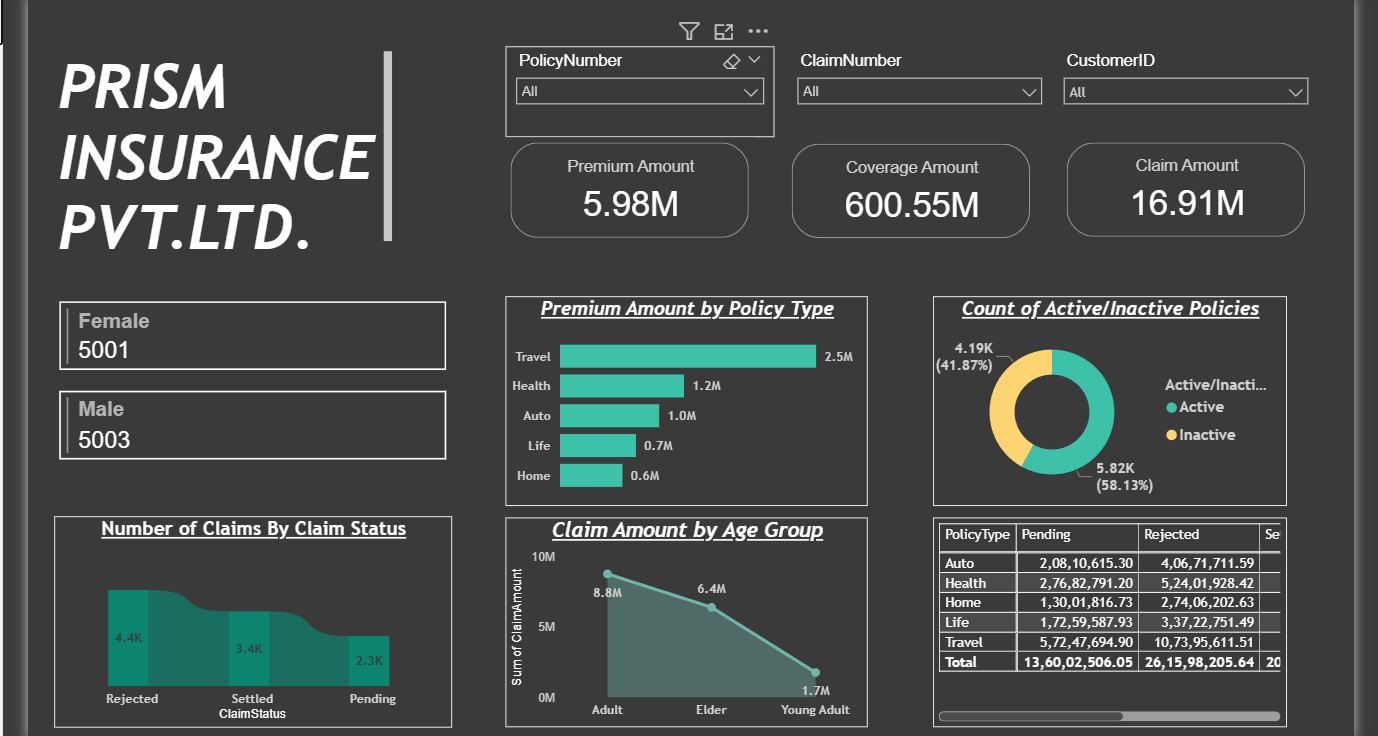 PRISM
INSURANCE
PVT.LTD.
PolicyNumber
All
ClaimNumber
All
CustomerID
All
Premium Amount
5.98M
Coverage Amount
600.55M
Claim Amount
16.91M
Female
5001
Male
5003
Premium Amount by Policy Type
Travel 2.5M
Health 1.2M
Auto 1.0M
Life 0.7M
Home 0.6M
Count of Active/Inactive Policies
4.19K
(41.87%)
5.82K
(58.13%)
Active/Inacti...
Active
Inactive
Number of Claims By Claim Status
4.4K
3.4K
2.3K
Rejected Settled Pending
ClaimStatus
Claim Amount by Age Group
Sum of ClaimAmount
10M
5M
0M
8.8M
6.4M
1.7M
Adult Elder Young Adult
PolicyType Pending Rejected Se
Auto 2,08,10,615.30 4,06,71,711.59
Health 2,76,82,791.20 5,24,01,928.42
Home 1,30,01,816.73 2,74,06,202.63
Life 1,72,59,587.93 3,37,22,751.49
Travel 5,72,47,694.90 10,73,95,611.51
Total 13,60,02,506.05 26,15,98,205.64 20